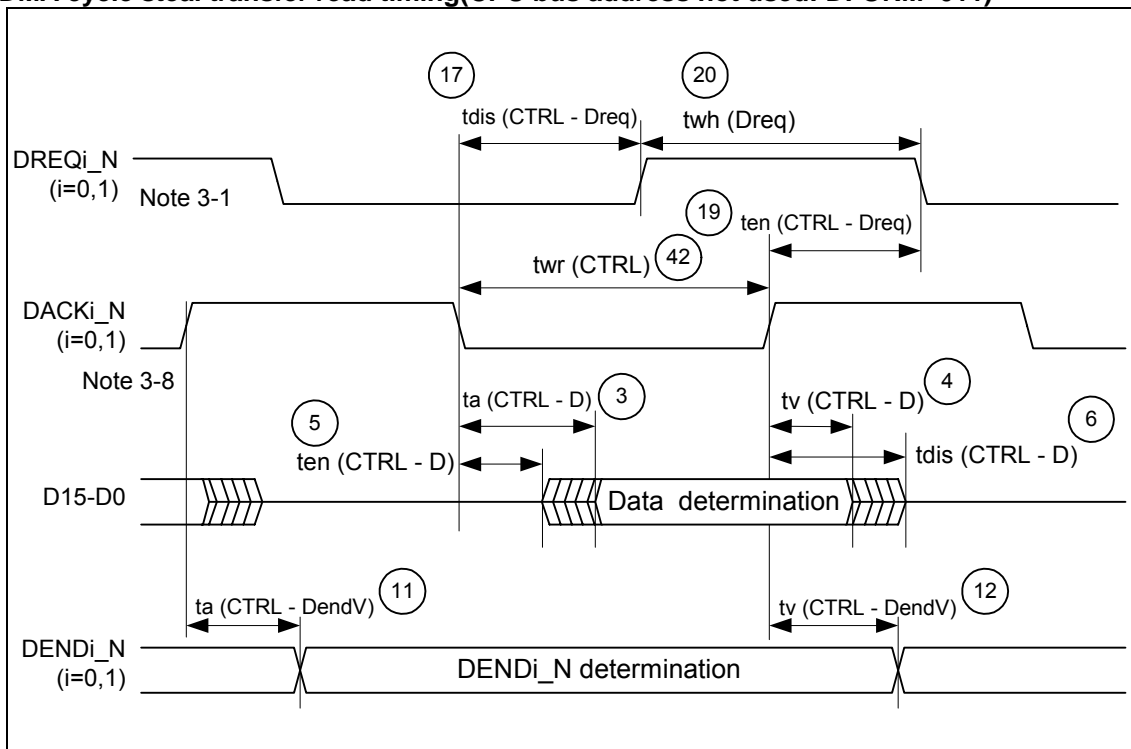 DMA cycle steal transfer read timing(CPU bus address not used: DFORM=011)
17
20
tdis (CTRL - Dreq)
twh (Dreq)
DREQi_N
(i=0,1)
Note 3-1
19
ten (CTRL - Dreq)
twr (CTRL)
42
DACKi_N
(i=0,1)
Note 3-8
ta (CTRL - D)
3
tv (CTRL - D)
4
5
ten (CTRL - D)
6
tdis (CTRL - D)
D15-D0
Data determination
ta (CTRL - DendV)
11
tv (CTRL - DendV)
12
DENDi_N
(i=0,1)
DENDi_N determination